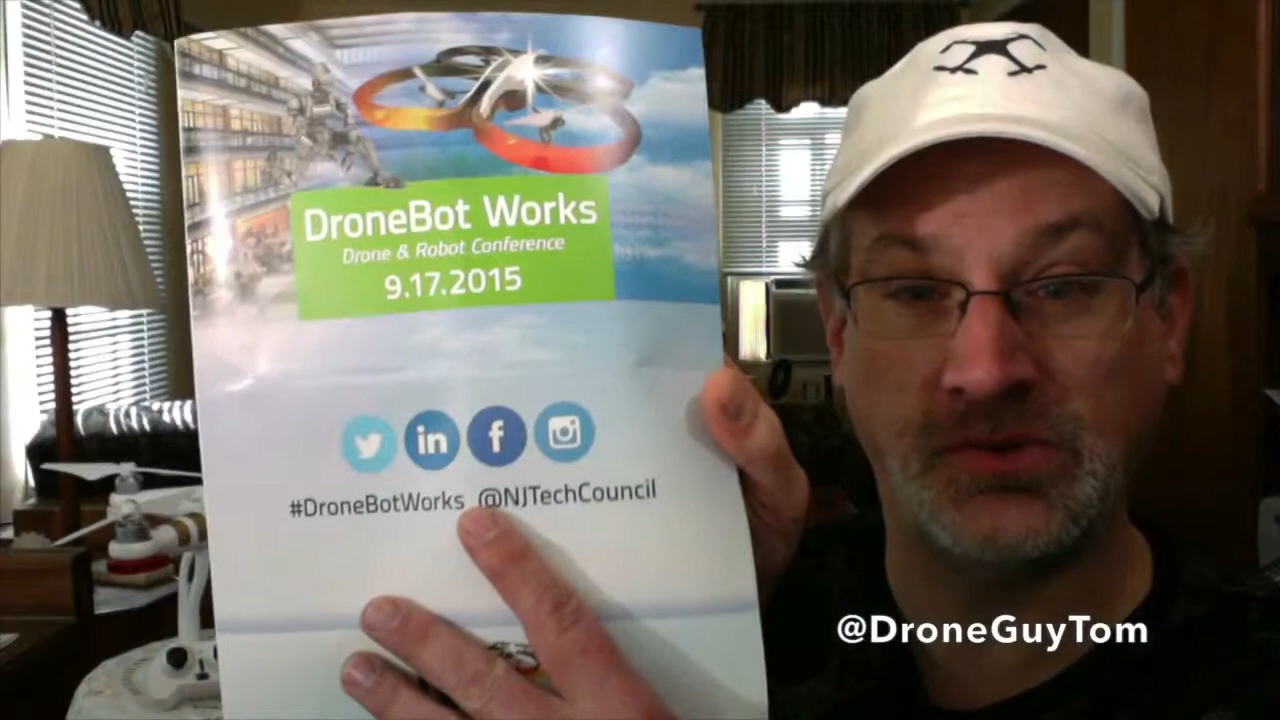 DroneBot Works
Drone & Robot Conference
9.17.2015
in
f
#DroneBotWorks @NJTechCouncil
@DroneGuyTom